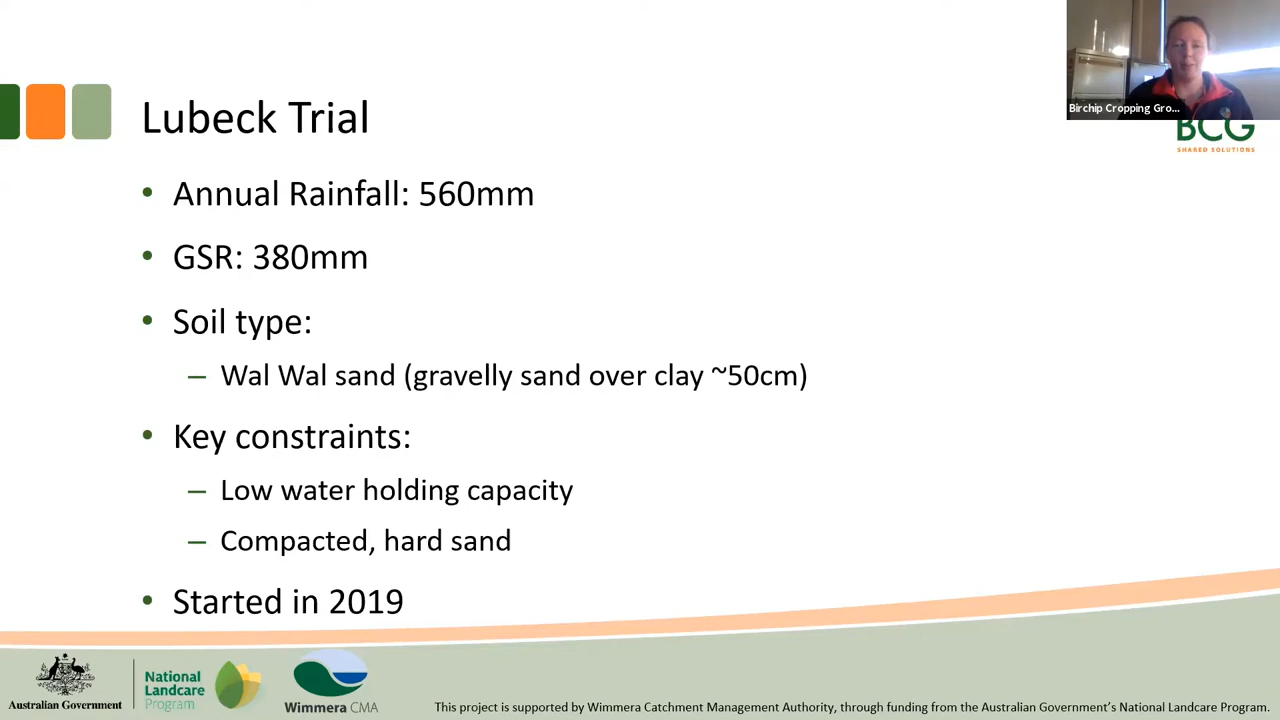 Birchip Cropping Gro...
BCG
SHARED SOLUTIONS
Lubeck Trial
• Annual Rainfall: 560mm
• GSR: 380mm
• Soil type:
– Wal Wal sand (gravelly sand over clay ~50cm)
• Key constraints:
– Low water holding capacity
– Compacted, hard sand
• Started in 2019
Australian Government
National
Landcare
Program
Wimmera CMA
This project is supported by Wimmera Catchment Management Authority, through funding from the Australian Government's National Landcare Program.